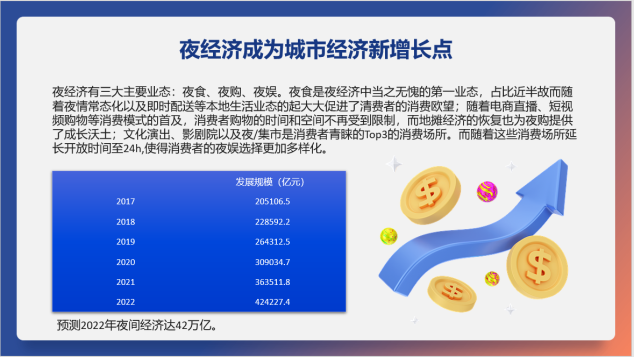 夜经济成为城市经济新增长点
夜经济有三大主要业态：夜食、夜购、夜娱。夜食是夜经济中当之无愧的第一业态，占比近半故而随
着夜情常态化以及即时配送等本地生活业态的起大大促进了清费者的消费欲望；随着电商直播、短视
频购物等消费模式的首及，消费者购物的时间和空间不再受到限制，而地摊经济的恢复也为夜购提供
了成长沃土；文化演出、影剧院以及夜/集市是消费者青睐的Top3的消费场所。而随着这些消费场所延
长开放时间至24h,使得消费者的夜娱选择更加多样化。
发展规模（亿元）
2017 205106.5
2018 228592.2
2019 264312.5
2020 309034.7
2021 363511.8
2022 424227.4
预测2022年夜间经济达42万亿。